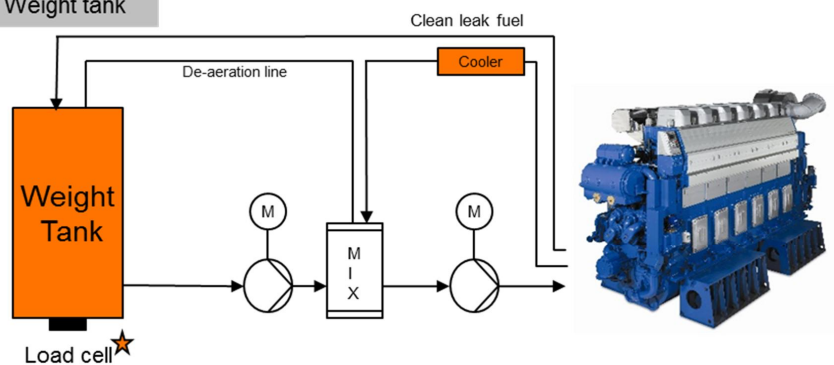 Weight tank
Clean leak fuel
De-aeration line
Cooler
Weight
Tank
M
M
M
I
X
Load cell